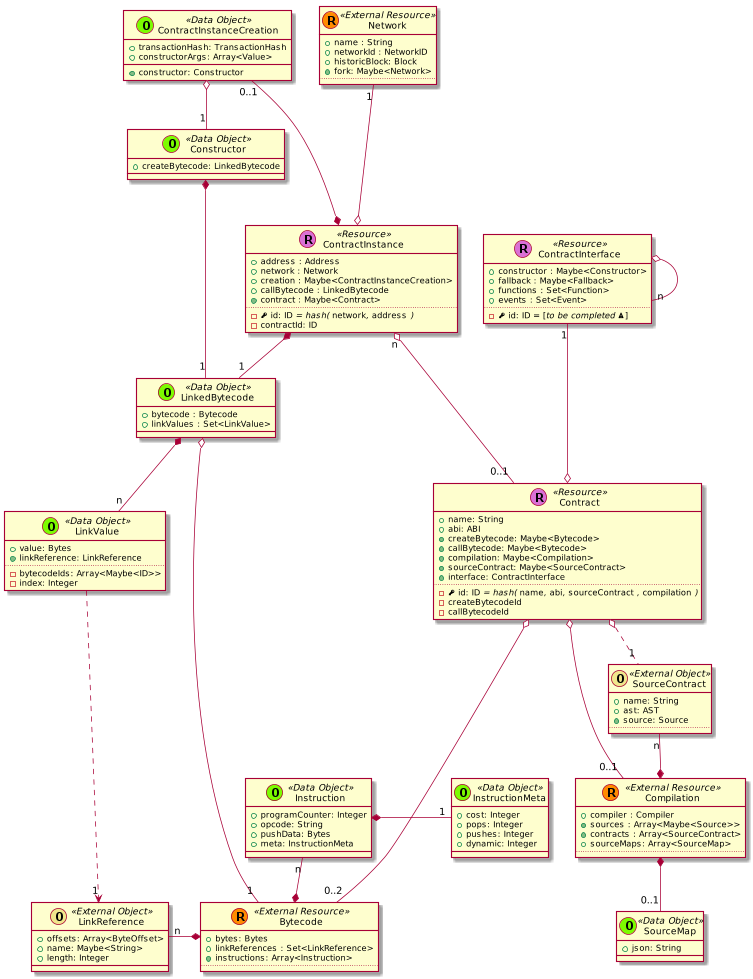 O «Data Object»
ContractInstanceCreation
transactionHash: TransactionHash
constructorArgs: Array<Value>
constructor: Constructor
R «External Resource»
Network
name : String
networkId : NetworkID
historicBlock: Block
fork: Maybe<Network>
0..1
1
1
O «Data Object»
Constructor
createBytecode: LinkedBytecode
R «Resource»
ContractInstance
address : Address
network : Network
creation : Maybe<ContractInstanceCreation>
callBytecode : LinkedBytecode
contract : Maybe<Contract>
id: ID = hash( network, address )
contractId: ID
R «Resource»
ContractInterface
constructor : Maybe<Constructor>
fallback : Maybe<Fallback>
functions : Set<Function>
events : Set<Event>
id: ID = [to be completed ♟]
n
1
1
n
1
0..1
O «Data Object»
LinkedBytecode
bytecode : Bytecode
linkValues : Set<LinkValue>
n
R «Resource»
Contract
name: String
abi: ABI
createBytecode: Maybe<Bytecode>
callBytecode: Maybe<Bytecode>
compilation: Maybe<Compilation>
sourceContract: Maybe<SourceContract>
interface: ContractInterface
id: ID = hash( name, abi, sourceContract , compilation )
createBytecodeId
callBytecodeId
O «Data Object»
LinkValue
value: Bytes
linkReference: LinkReference
bytecodeIds: Array<Maybe<ID>>
index: Integer
1
O «External Object»
SourceContract
name: String
ast: AST
source: Source
n
0..1
O «Data Object»
Instruction
programCounter: Integer
opcode: String
pushData: Bytes
meta: InstructionMeta
1
O «Data Object»
InstructionMeta
cost: Integer
pops: Integer
pushes: Integer
dynamic: Integer
R «External Resource»
Compilation
compiler : Compiler
sources : Array<Maybe<Source>>
contracts : Array<SourceContract>
sourceMaps: Array<SourceMap>
n
1
1
0..2
0..1
O «External Object»
LinkReference
offsets: Array<ByteOffset>
name: Maybe<String>
length: Integer
n
R «External Resource»
Bytecode
bytes: Bytes
linkReferences : Set<LinkReference>
instructions: Array<Instruction>
O «Data Object»
SourceMap
json: String